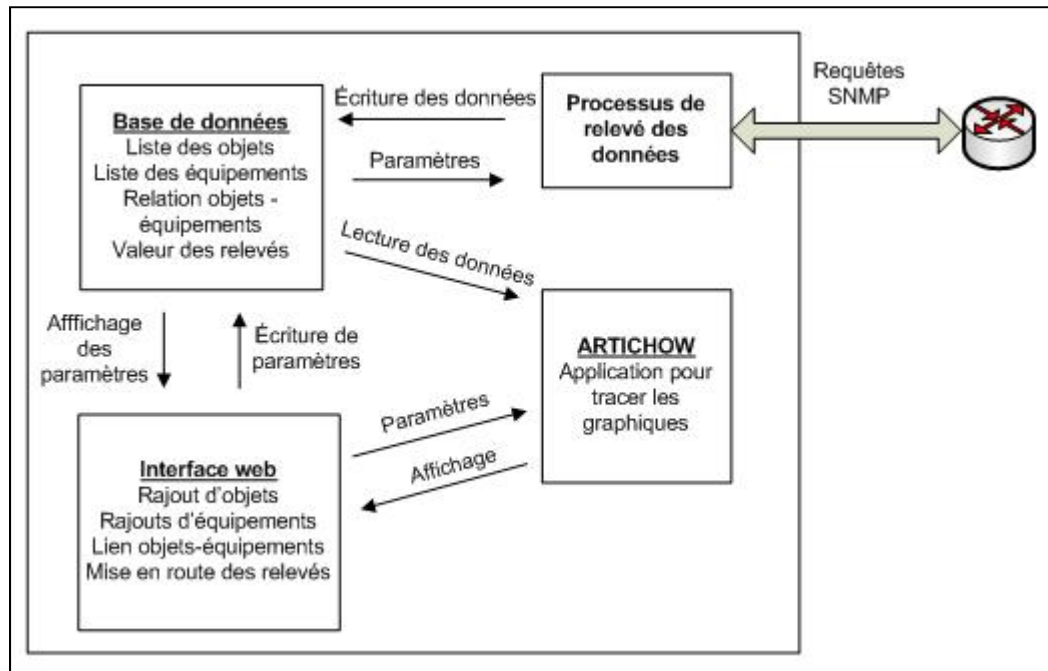 Base de données
Liste des objets
Liste des équipements
Relation objets -
équipements
Valeur des relevés
Écriture des données
Paramètres
Processus de
relevé des
données
Requêtes
SNMP
Lecture des données
Afffichage
des
paramètres
Écriture de
paramètres
ARTICHOW
Application pour
tracer les
graphiques
Paramètres
Affichage
Interface web
Rajout d'objets
Rajouts d'équipements
Lien objets-équipements
Mise en route des relevés